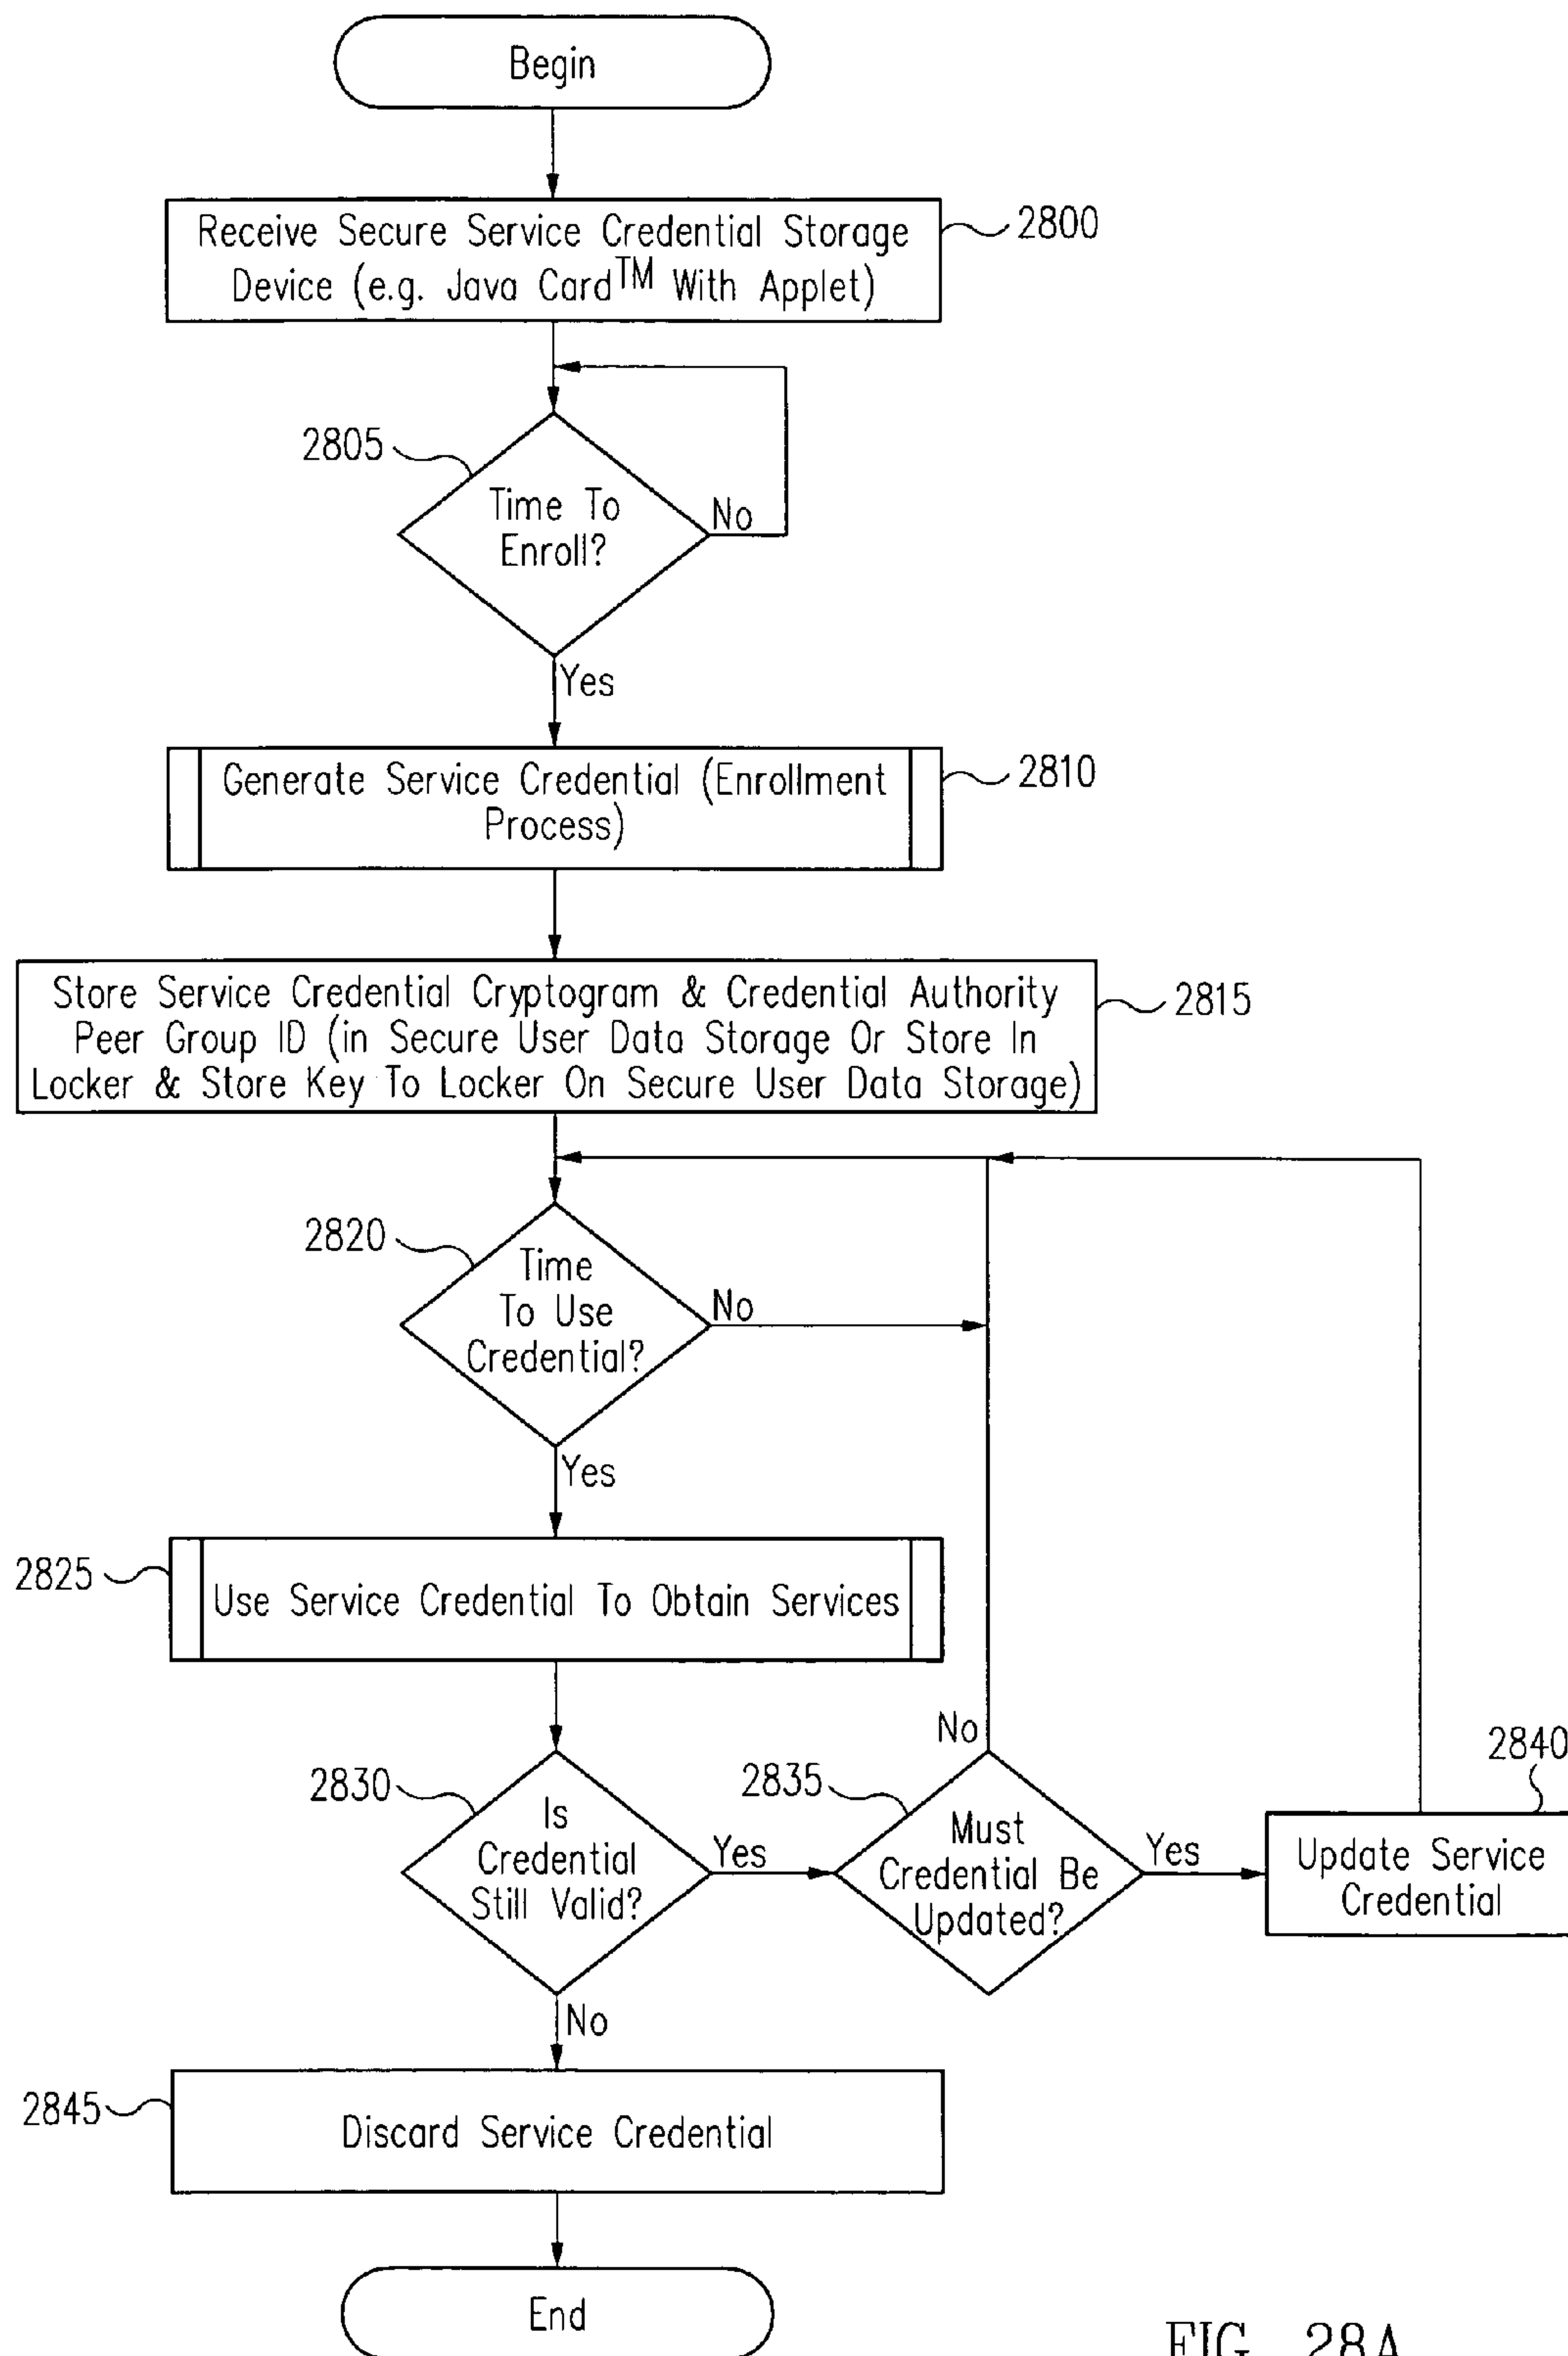 Begin
Receive Secure Service Credential Storage
Device (e.g. Java Card™ With Applet)
2800
2805
Time To
Enroll?
No
Yes
Generate Service Credential (Enrollment
Process)
2810
Store Service Credential Cryptogram & Credential Authority
Peer Group ID (in Secure User Data Storage Or Store In
Locker & Store Key To Locker On Secure User Data Storage)
2815
2820
Time
To Use
Credential?
No
Yes
2825
Use Service Credential To Obtain Services
2830
Is
Credential
Still Valid?
Yes
No
2835
Must
Credential Be
Updated?
No
Yes
2840
Update Service
Credential
2845
Discard Service Credential
End
FIG. 28A